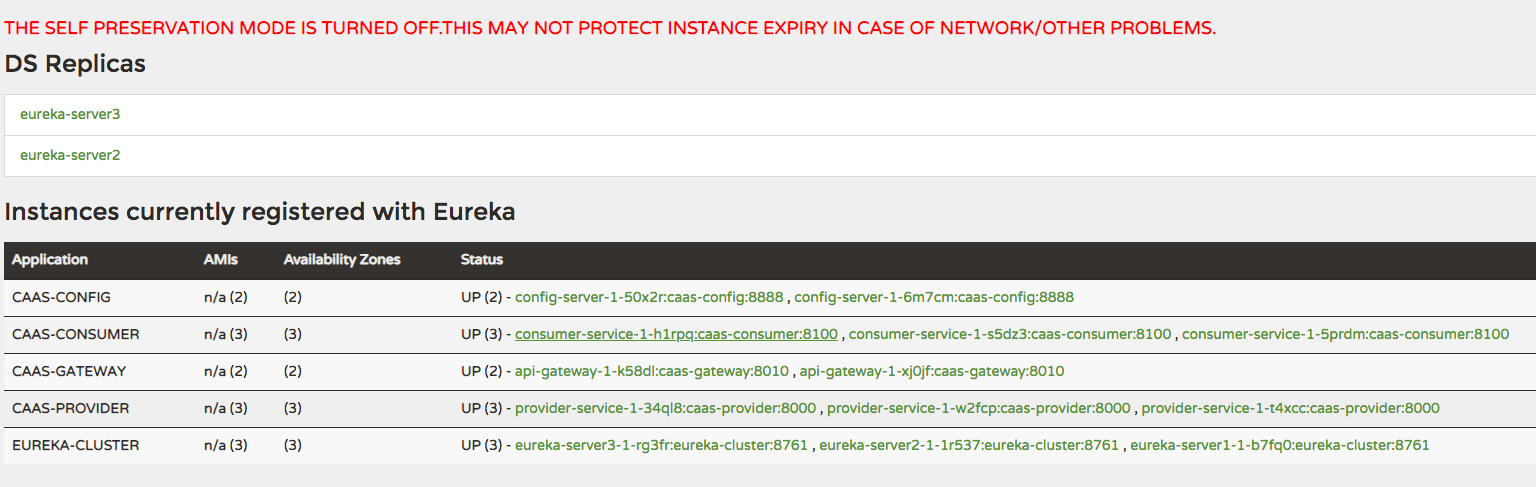 THE SELF PRESERVATION MODE IS TURNED OFF.THIS MAY NOT PROTECT INSTANCE EXPIRY IN CASE OF NETWORK/OTHER PROBLEMS.
DS Replicas
eureka-server3
eureka-server2
Instances currently registered with Eureka
Application AMIs Availability Zones Status
CAAS-CONFIG n/a (2) (2) UP (2) - config-server-1-50x2r:caas-config:8888 , config-server-1-6m7cm:caas-config:8888
CAAS-CONSUMER n/a (3) (3) UP (3) - consumer-service-1-h1rpq:caas-consumer:8100 , consumer-service-1-s5dz3:caas-consumer:8100 , consumer-service-1-5prdm:caas-consumer:8100
CAAS-GATEWAY n/a (2) (2) UP (2) - api-gateway-1-k58dl:caas-gateway:8010 , api-gateway-1-xj0jf:caas-gateway:8010
CAAS-PROVIDER n/a (3) (3) UP (3) - provider-service-1-34ql8:caas-provider:8000 , provider-service-1-w2fcp:caas-provider:8000 , provider-service-1-t4xcc:caas-provider:8000
EUREKA-CLUSTER n/a (3) (3) UP (3) - eureka-server3-1-rg3fr:eureka-cluster:8761 , eureka-server2-1-1r537:eureka-cluster:8761 , eureka-server1-1-b7fq0:eureka-cluster:8761